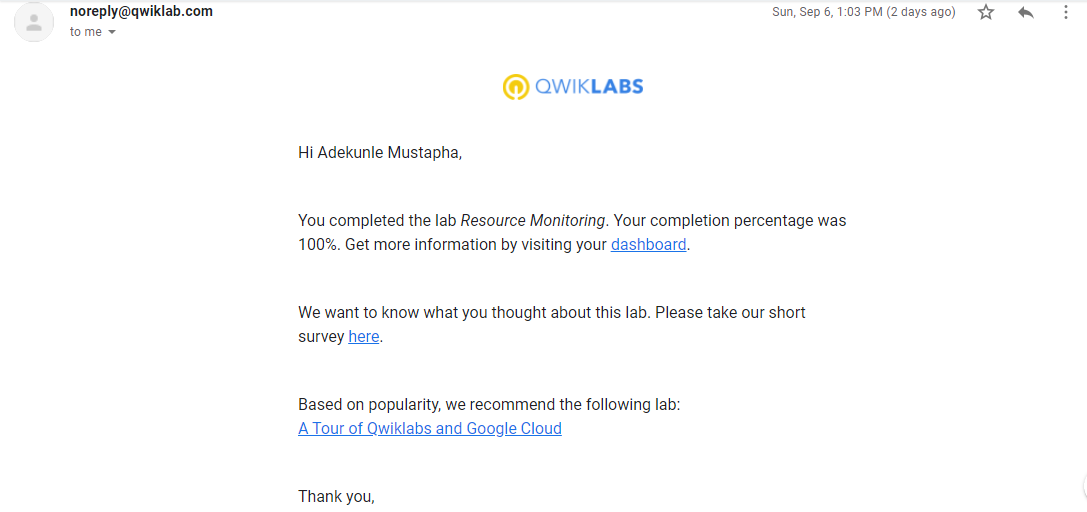 noreply@qwiklab.com
Sun, Sep 6, 1:03 PM (2 days ago)
to me
QWIKLABS
Hi Adekunle Mustapha,
You completed the lab Resource Monitoring. Your completion percentage was
100%. Get more information by visiting your dashboard.
We want to know what you thought about this lab. Please take our short
survey here.
Based on popularity, we recommend the following lab:
A Tour of Qwiklabs and Google Cloud
Thank you,